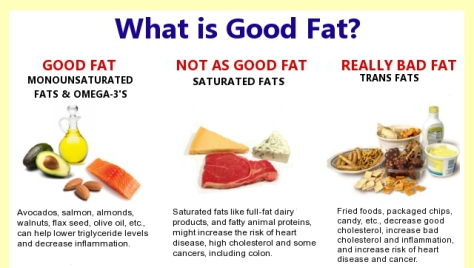 What is Good Fat?
GOOD FAT
MONOUNSATURATED
FATS & OMEGA-3'S
Avocados, salmon, almonds,
walnuts, flax seed, olive oil, etc.,
can help lower triglyceride levels
and decrease inflammation.
NOT AS GOOD FAT
SATURATED FATS
Saturated fats like full-fat dairy
products, and fatty animal proteins,
might increase the risk of heart
disease, high cholesterol and some
cancers, including colon.
REALLY BAD FAT
TRANS FATS
Fried foods, packaged chips,
candy, etc., decrease good
cholesterol, increase bad
cholesterol and inflammation,
and increase risk of heart
disease and cancer.